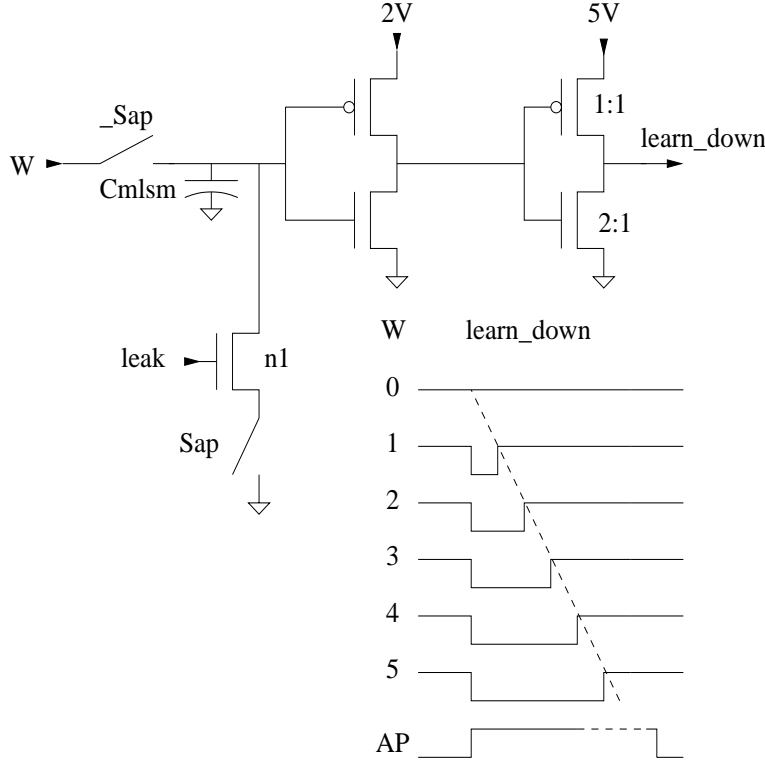 2V 5V
_Sap
1:1
learn_down
W
Cmlsm
2:1
W learn_down
leak n1
0
Sap
1
2
3
4
5
AP